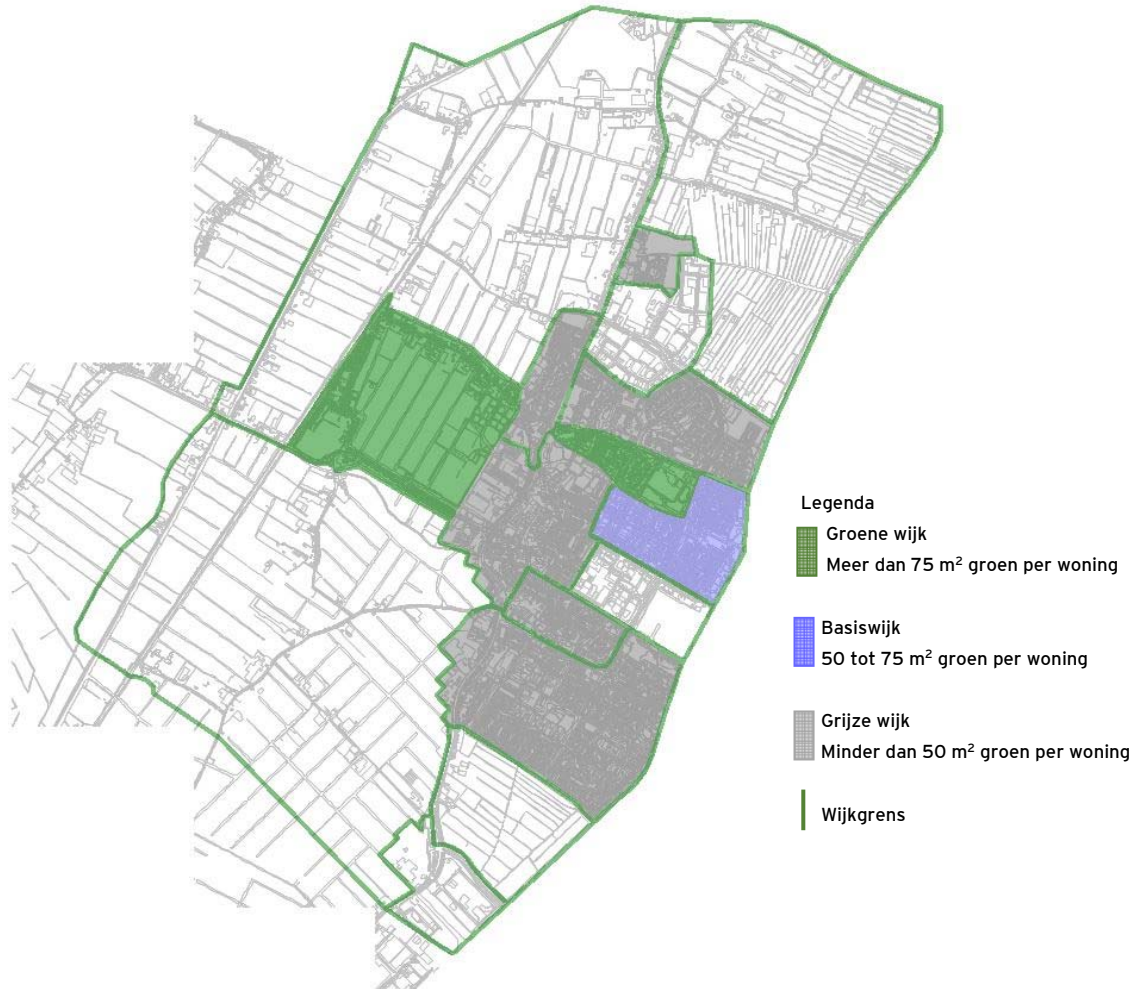 Legenda
Groene wijk
Meer dan 75 m² groen per woning
Basiswijk
50 tot 75 m² groen per woning
Grijze wijk
Minder dan 50 m² groen per woning
Wijkgrens